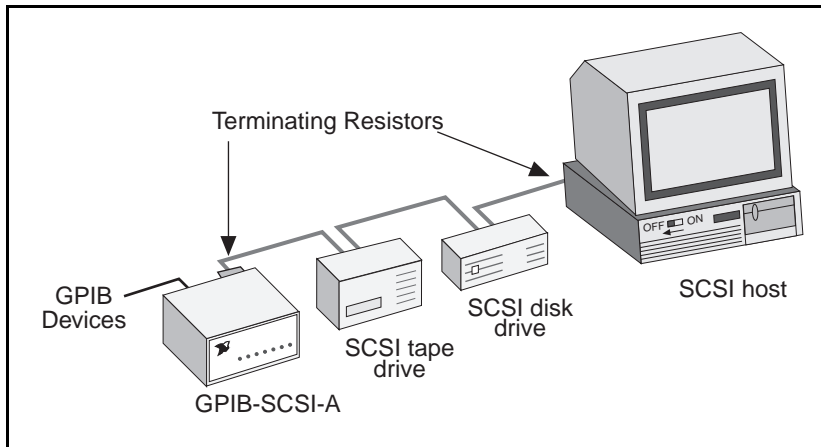 Terminating Resistors
OFF ON
SCSI host
GPIB
Devices
SCSI disk
drive
SCSI tape
drive
GPIB-SCSI-A